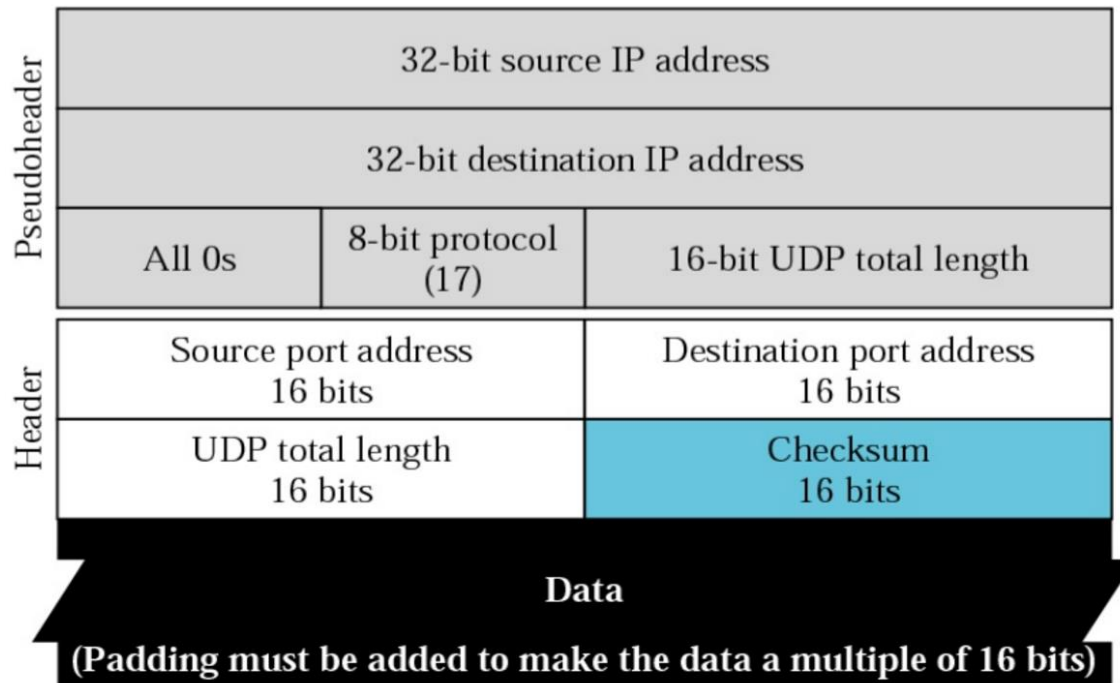 Pseudoheader
32-bit source IP address
32-bit destination IP address
All 0s
8-bit protocol
(17)
16-bit UDP total length
Header
Source port address
16 bits
Destination port address
16 bits
UDP total length
16 bits
Checksum
16 bits
Data
(Padding must be added to make the data a multiple of 16 bits)